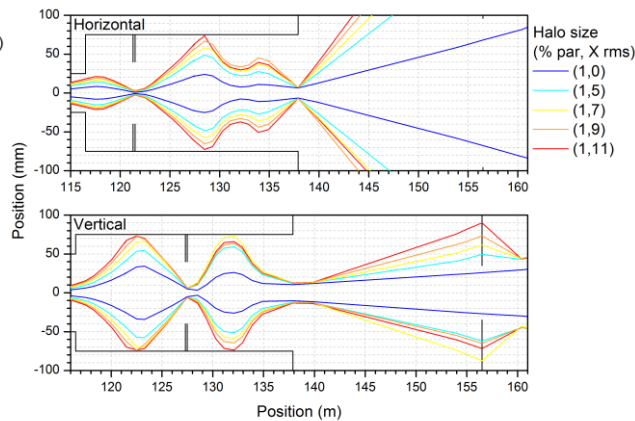 )
Horizontal
100
50
0
-50
-100
115 120 125 130 135 140 145 150 155 160
Position (mm)
Halo size
(% par, X rms)
(1,0)
(1,5)
(1,7)
(1,9)
(1,11)
Vertical
100
50
0
-50
-100
120 125 130 135 140 145 150 155 160
Position (m)